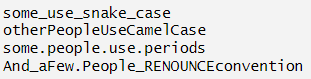 some_use_snake_case
otherPeopleUseCamelCase
some.people.use.periods
And_aFew.People_RENOUNCEconvention